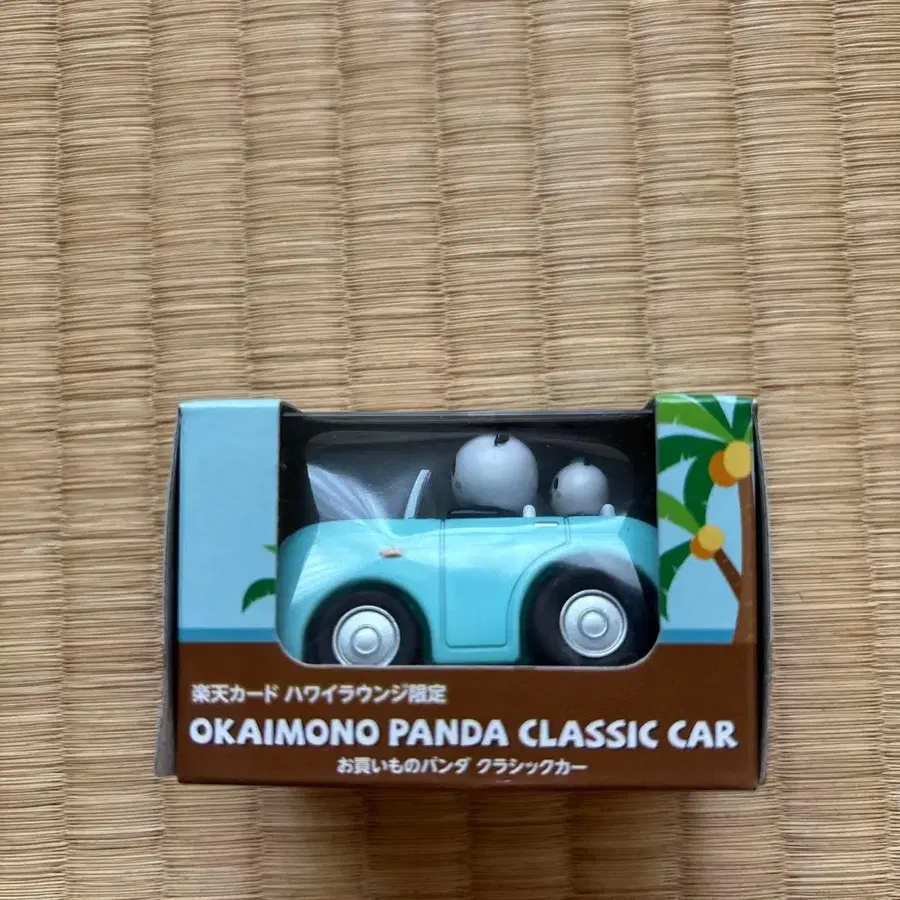 楽天カード ハワイラウンジ限定
OKAIMONO PANDA CLASSIC CAR
お買いものパンダ クラシックカー